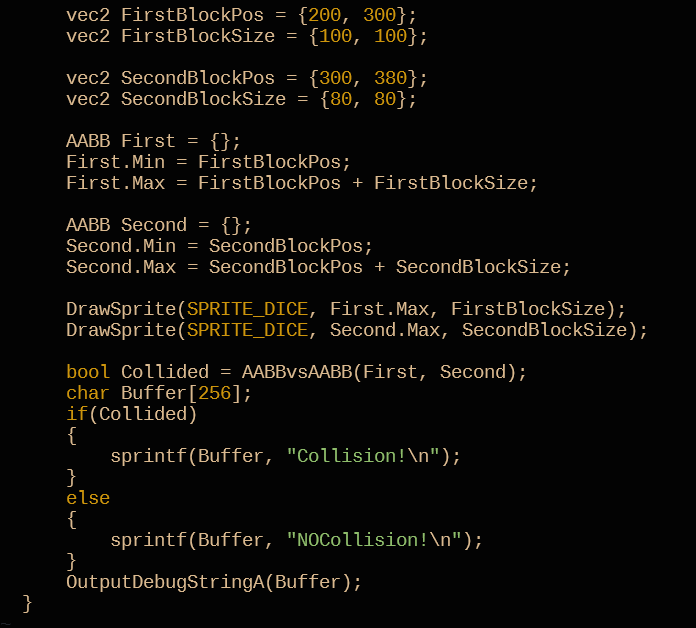 vec2 FirstBlockPos = {200, 300};
vec2 FirstBlockSize = {100, 100};
vec2 SecondBlockPos = {300, 380};
vec2 SecondBlockSize = {80, 80};
AABB First = {};
First.Min = FirstBlockPos;
First.Max = FirstBlockPos + FirstBlockSize;
AABB Second = {};
Second.Min = SecondBlockPos;
Second.Max = SecondBlockPos + SecondBlockSize;
DrawSprite(SPRITE_DICE, First.Max, FirstBlockSize);
DrawSprite(SPRITE_DICE, Second.Max, SecondBlockSize);
bool Collided = AABBvsAABB(First, Second);
char Buffer[256];
if(Collided)
{
sprintf(Buffer, "Collision!\n");
}
else
{
sprintf(Buffer, "NOCollision!\n");
}
OutputDebugStringA(Buffer);
}
~